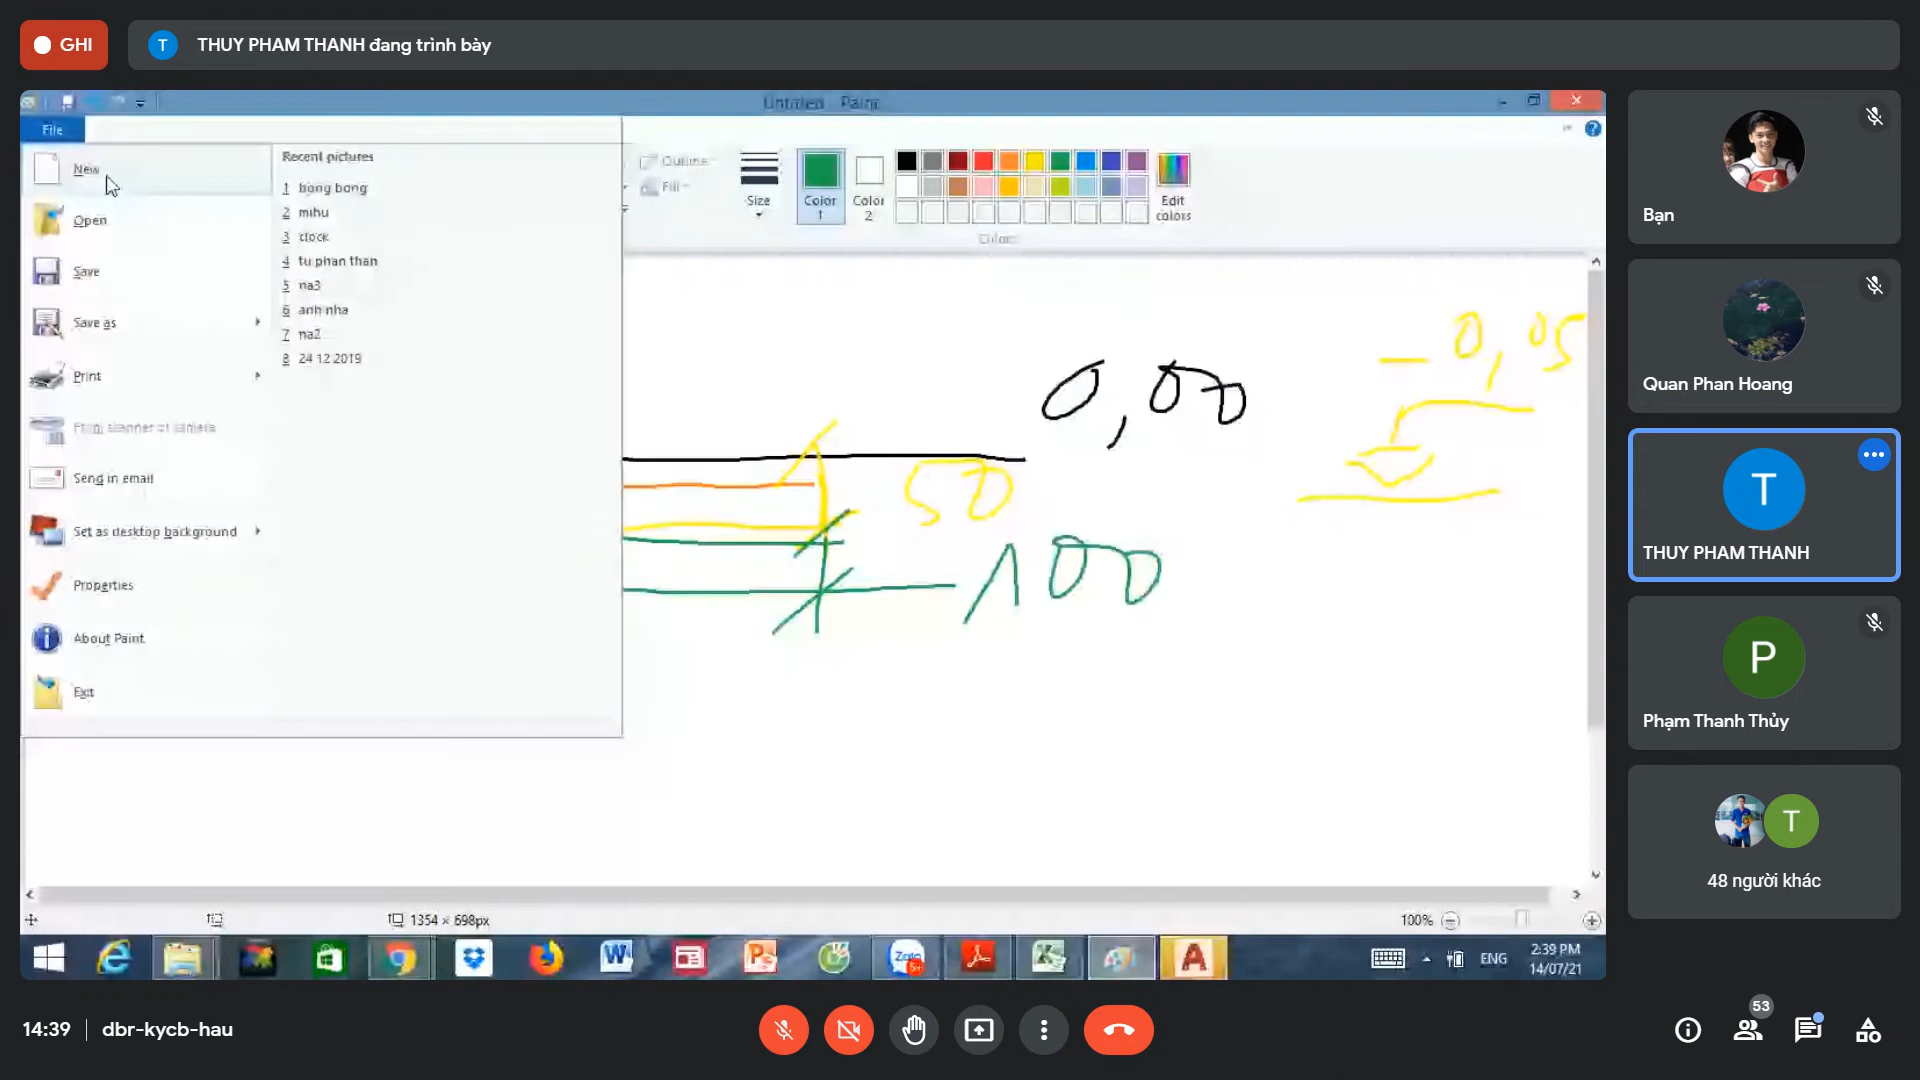 GHI
T THUY PHAM THANH đang trình bày
Untitled - Paint
File
New
Open
Save
Save as
Print
From scanner or camera
Send in email
Set as desktop background
Properties
About Paint
Exit
Recent pictures
1 bong bong
2 mihu
3 clock
4 tu phan than
5 na3
6 anh nha
7 na2
8 24 12 2019
Outline
Fill
Size
Color 1
Color 2
Edit colors
Colors
0,00
- 0,05
50
100
1354 × 698px
100%
ENG
2:39 PM
14/07/21
Zalo
5+
Bạn
Quan Phan Hoang
T
THUY PHAM THANH
P
Phạm Thanh Thủy
T
48 người khác
14:39
dbr-kycb-hau
53